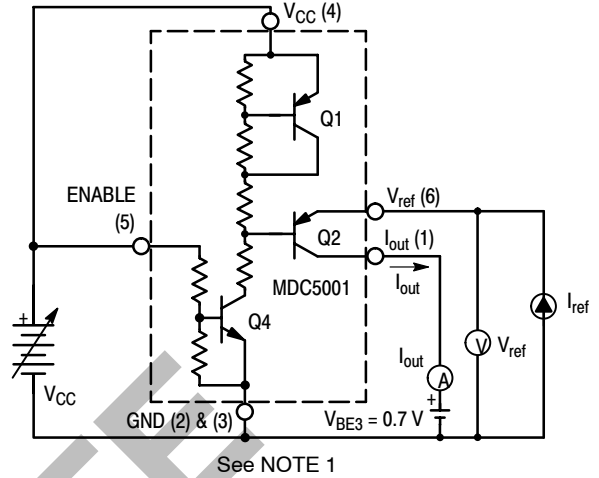 V_CC (4)
Q1
ENABLE
(5)
V_ref (6)
Q2
I_out (1)
I_out
MDC5001
Q4
I_ref
+
V_CC
I_out
A
V
V_ref
+
V_BE3 = 0.7 V
GND (2) & (3)
See NOTE 1